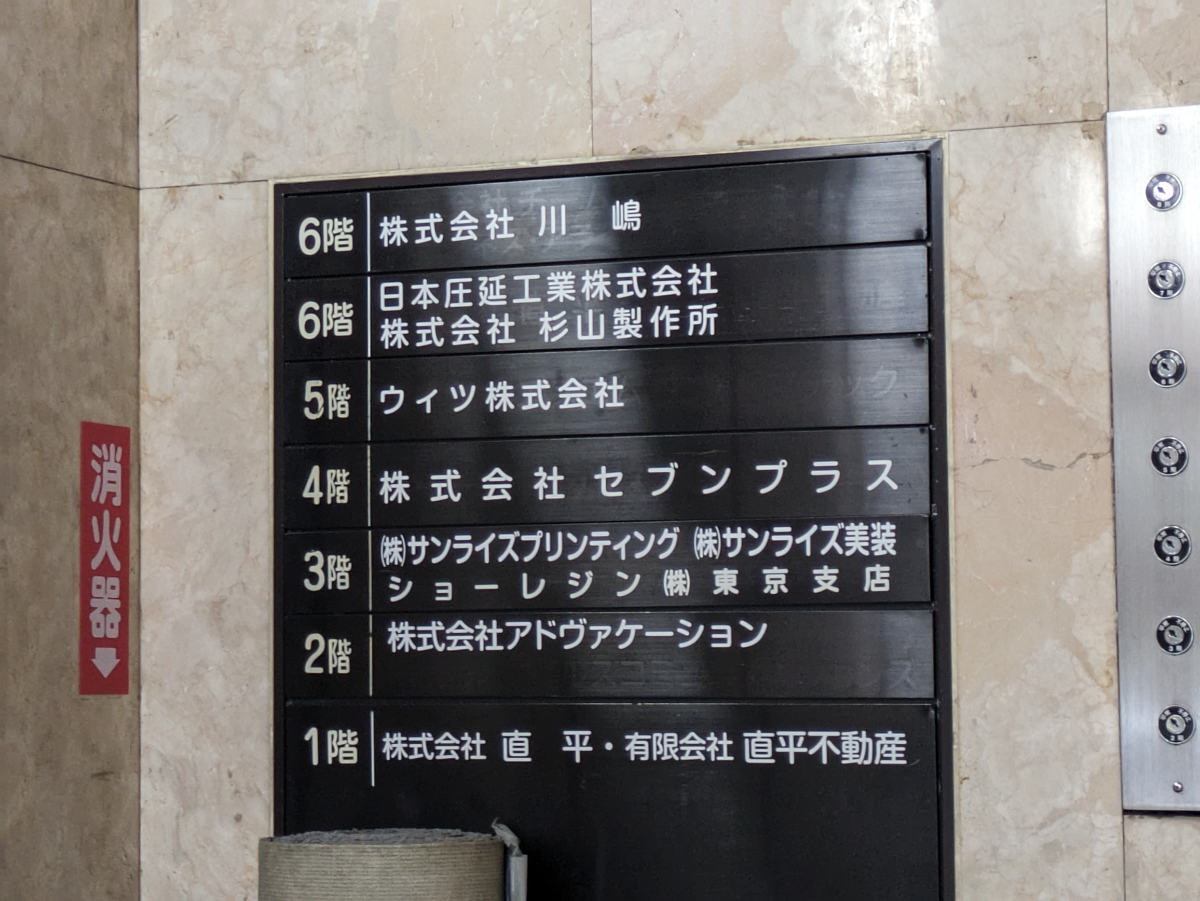 6階 株式会社 川 嶋
6階 日本圧延工業株式会社
株式会社 杉山製作所
5階 ウィツ株式会社
4階 株式会社セブンプラス
3階 ㈱サンライズプリンティング ㈱サンライズ美装
ショーレジン㈱東京支店
2階 株式会社アドヴァケーション
1階 株式会社 直 平・有限会社 直平不動産
消火器